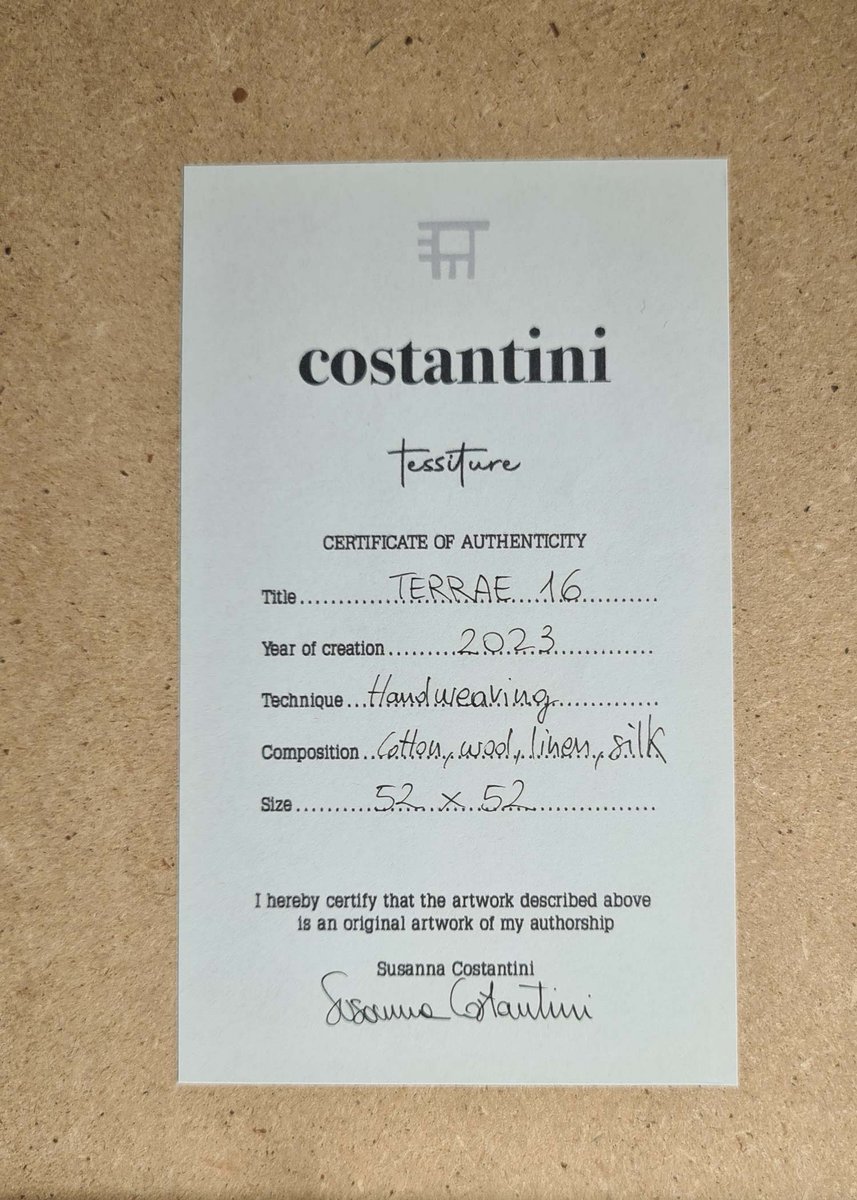 costantini
tessiture
CERTIFICATE OF AUTHENTICITY
Title.............TERRAE 16............
Year of creation.........2023............
Technique...Handweaving............
Composition..Cotton, wool, linen, silk
Size...........52 x 52................
I hereby certify that the artwork described above
is an original artwork of my authorship
Susanna Costantini
Susanna Costantini